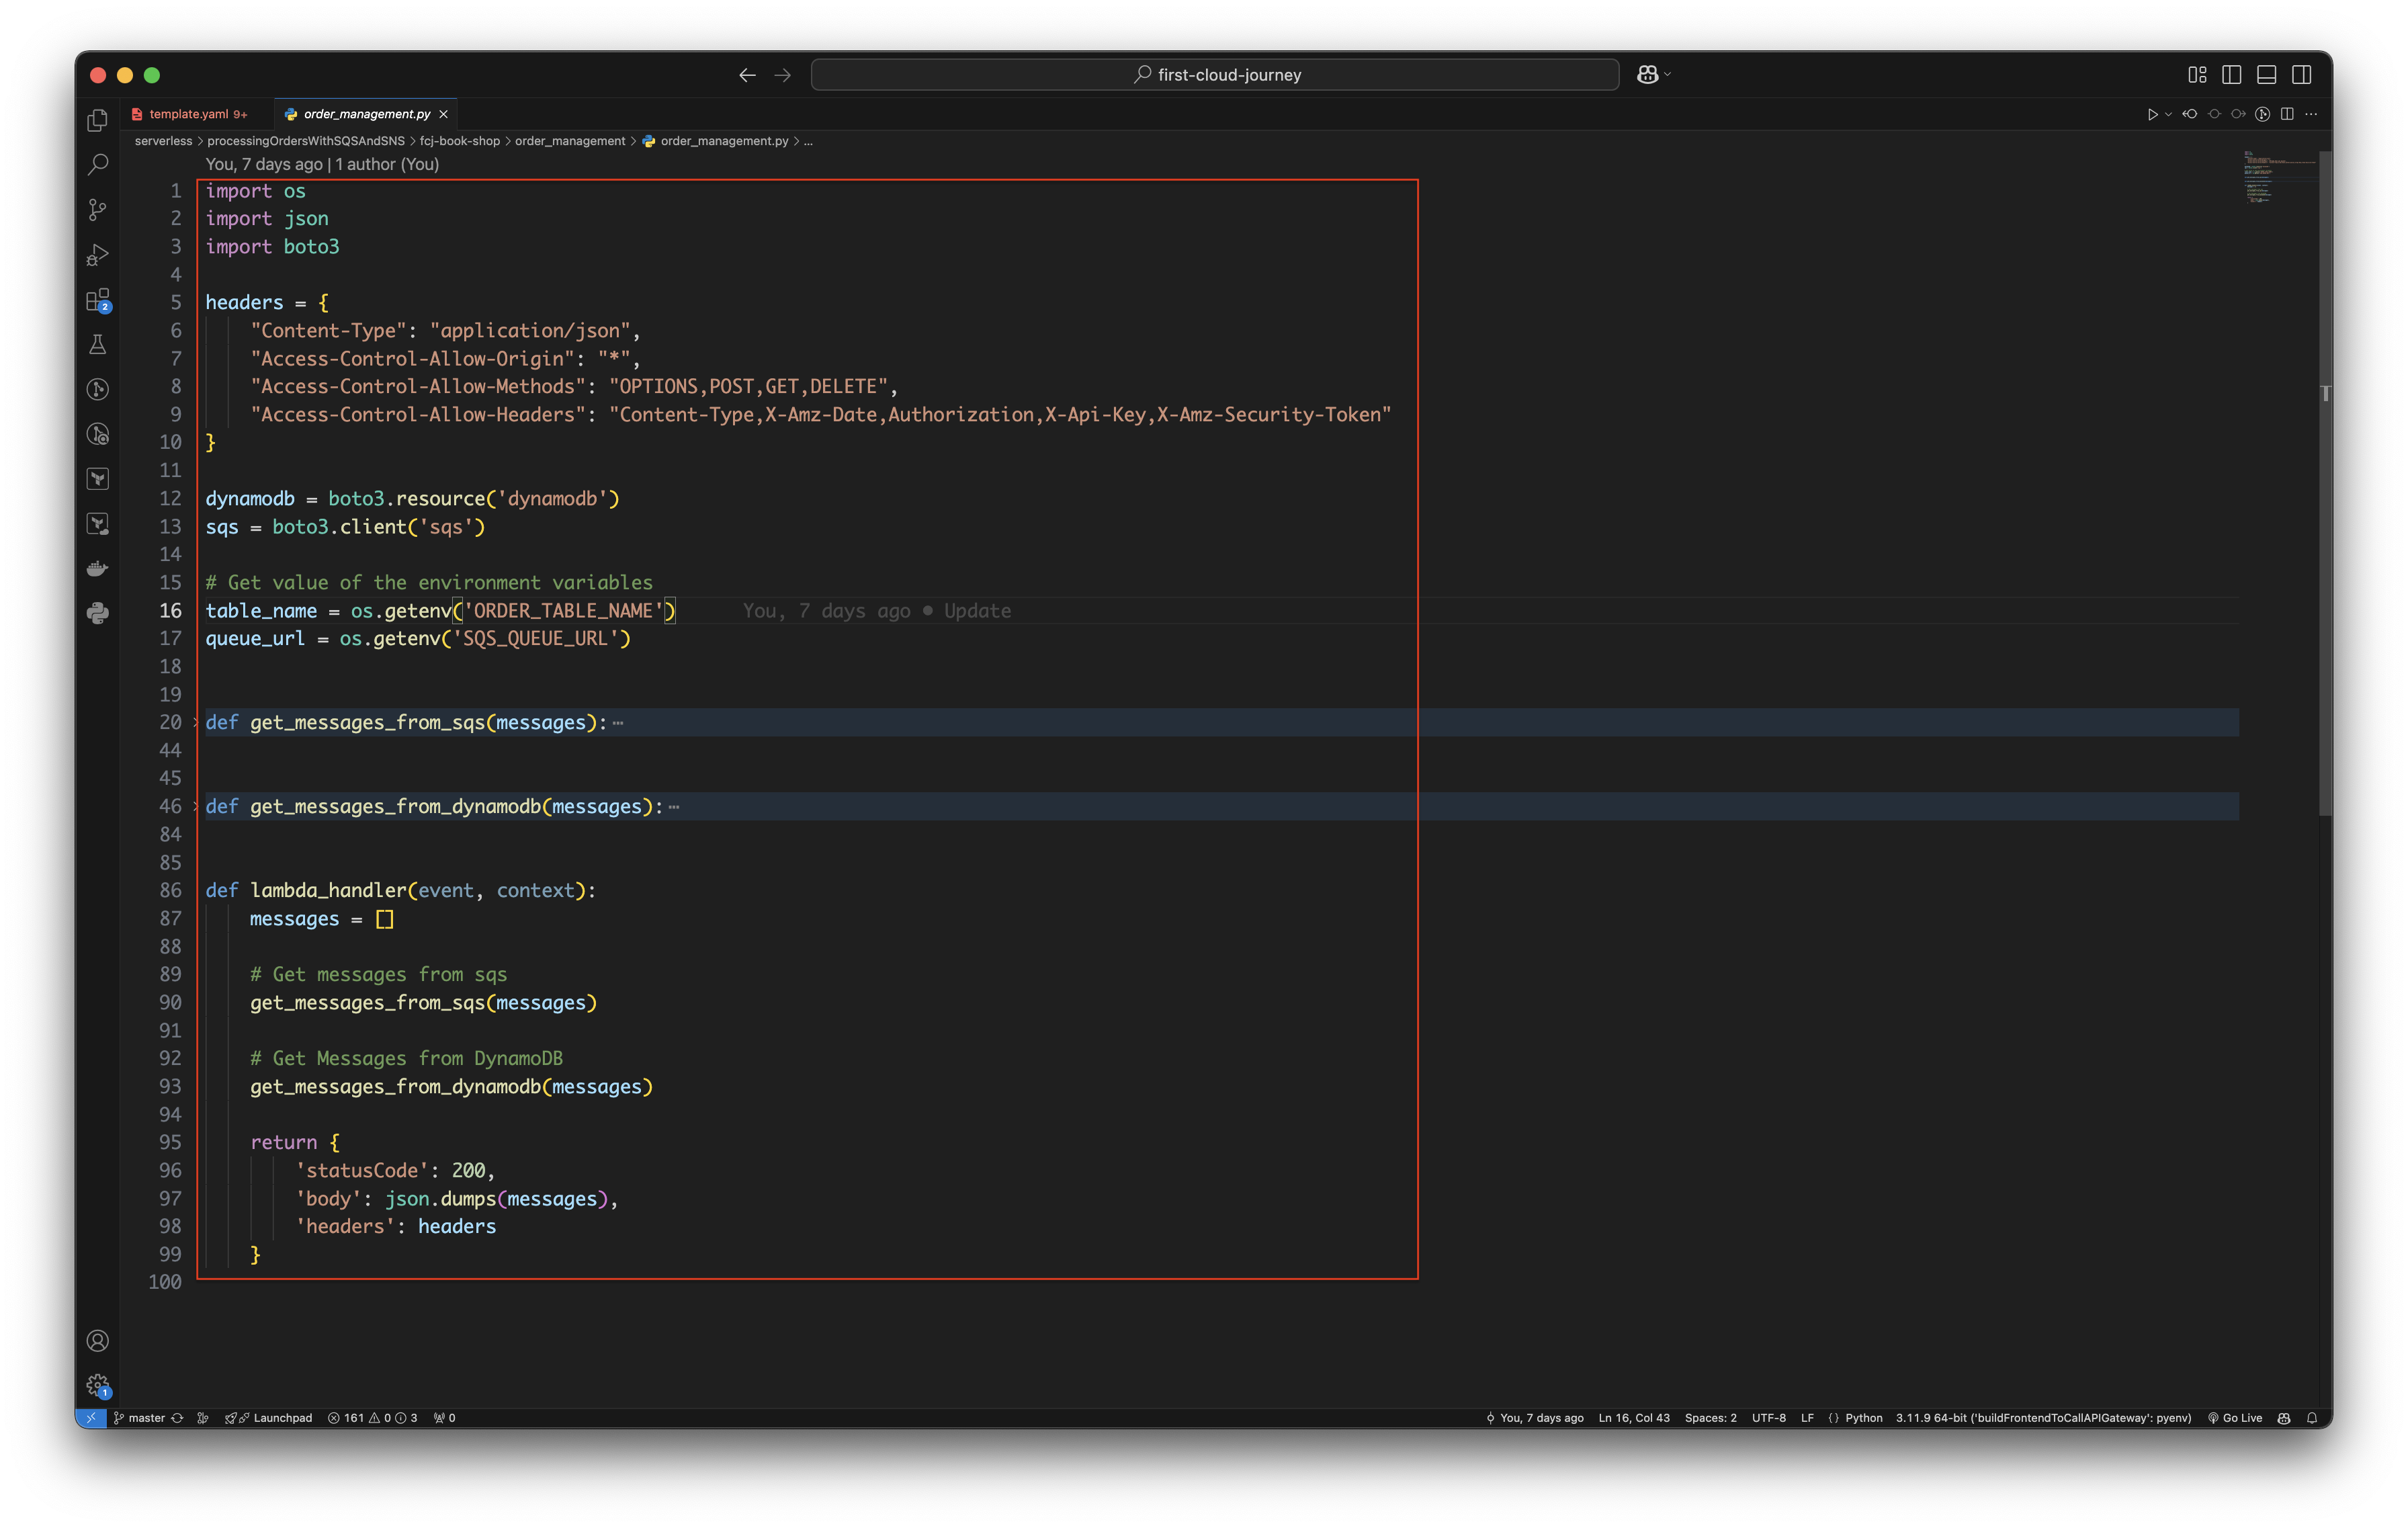 first-cloud-journey
template.yaml 9+
order_management.py
serverless > processingOrdersWithSQSAndSNS > fcj-book-shop > order_management > order_management.py > ...
You, 7 days ago | 1 author (You)
1 import os
2 import json
3 import boto3
4
5 headers = {
6 "Content-Type": "application/json",
7 "Access-Control-Allow-Origin": "*",
8 "Access-Control-Allow-Methods": "OPTIONS,POST,GET,DELETE",
9 "Access-Control-Allow-Headers": "Content-Type,X-Amz-Date,Authorization,X-Api-Key,X-Amz-Security-Token"
10 }
11
12 dynamodb = boto3.resource('dynamodb')
13 sqs = boto3.client('sqs')
14
15 # Get value of the environment variables
16 table_name = os.getenv('ORDER_TABLE_NAME') You, 7 days ago • Update
17 queue_url = os.getenv('SQS_QUEUE_URL')
18
19
20 def get_messages_from_sqs(messages):⋯
44
45
46 def get_messages_from_dynamodb(messages):⋯
84
85
86 def lambda_handler(event, context):
87 messages = []
88
89 # Get messages from sqs
90 get_messages_from_sqs(messages)
91
92 # Get Messages from DynamoDB
93 get_messages_from_dynamodb(messages)
94
95 return {
96 'statusCode': 200,
97 'body': json.dumps(messages),
98 'headers': headers
99 }
100
2
1
master Launchpad 161 0 3 0 You, 7 days ago Ln 16, Col 43 Spaces: 2 UTF-8 LF {} Python 3.11.9 64-bit ('buildFrontendToCallAPIGateway': pyenv) Go Live